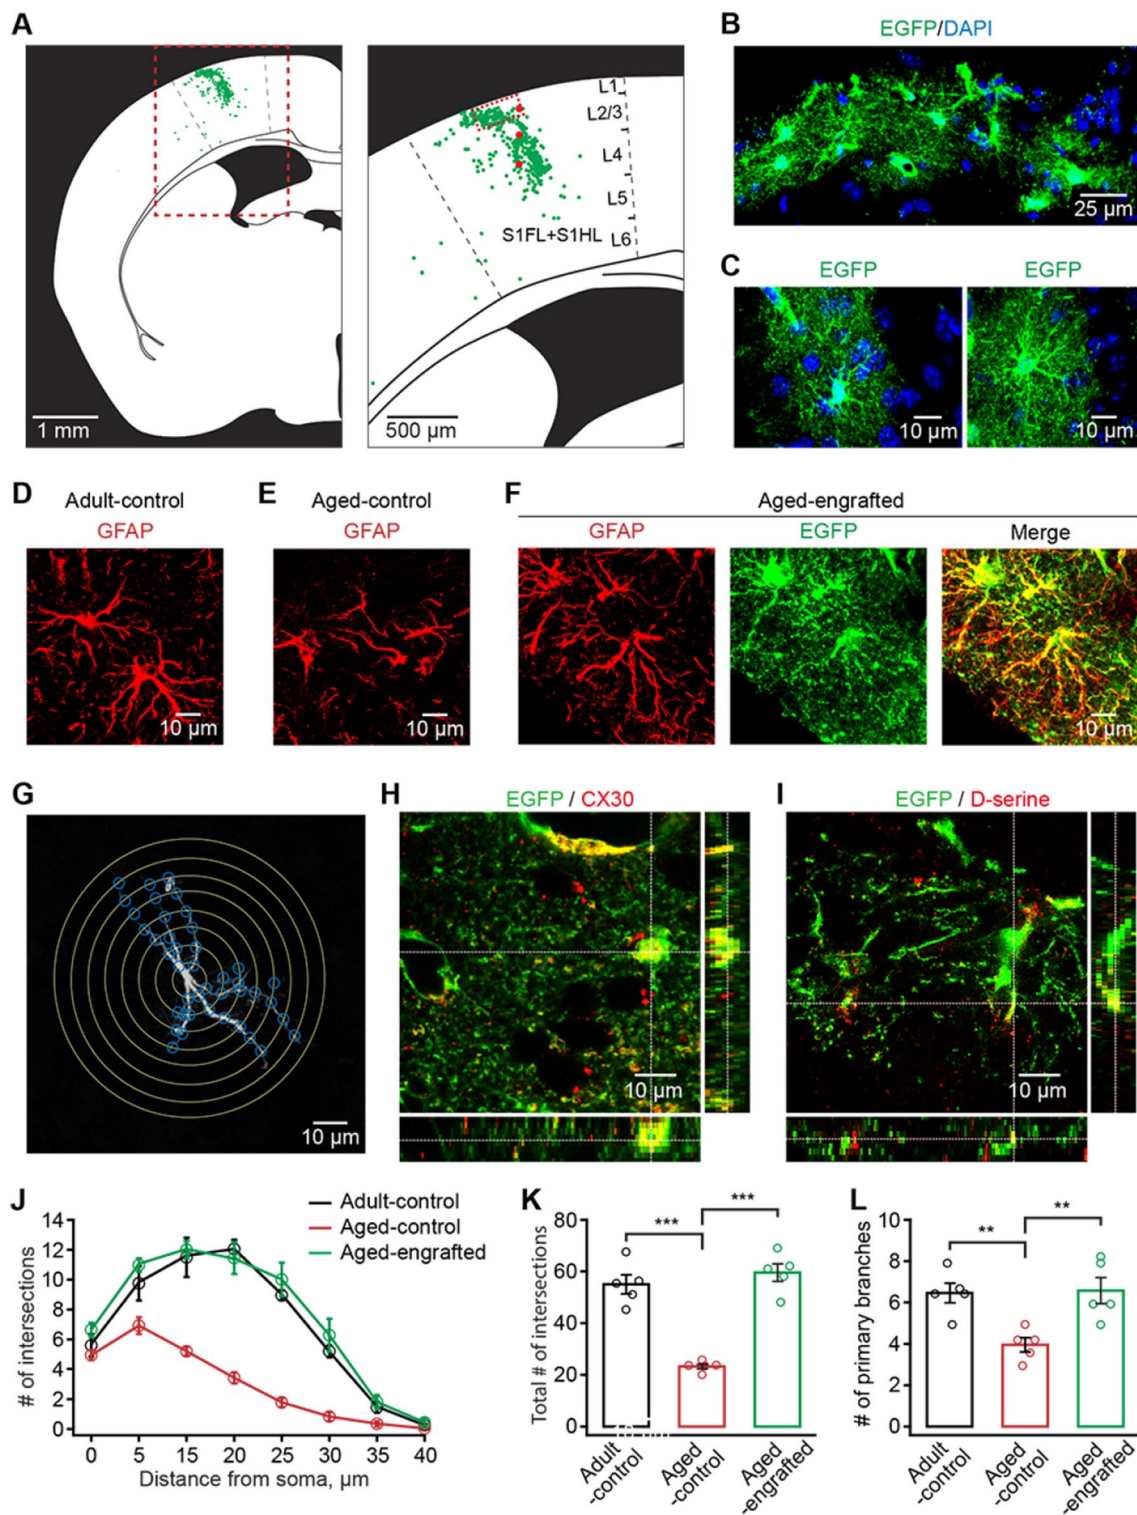 A
1 mm
L1
L2/3
L4
L5
S1FL+S1HL L6
500 µm
B
EGFP/DAPI
25 µm
C
EGFP
EGFP
10 µm
10 µm
D
Adult-control
GFAP
10 µm
E
Aged-control
GFAP
10 µm
F
Aged-engrafted
GFAP
EGFP
Merge
10 µm
G
10 µm
H
EGFP / CX30
10 µm
I
EGFP / D-serine
10 µm
J
Adult-control
Aged-control
Aged-engrafted
# of intersections
14
12
10
8
6
4
2
0
0 5 15 20 25 30 35 40
Distance from soma, µm
K
Total # of intersections
80
60
40
20
0
***
***
Adult
-control
Aged
-control
Aged
-engrafted
L
# of primary branches
10
8
6
4
2
0
**
**
Adult
-control
Aged
-control
Aged
-engrafted